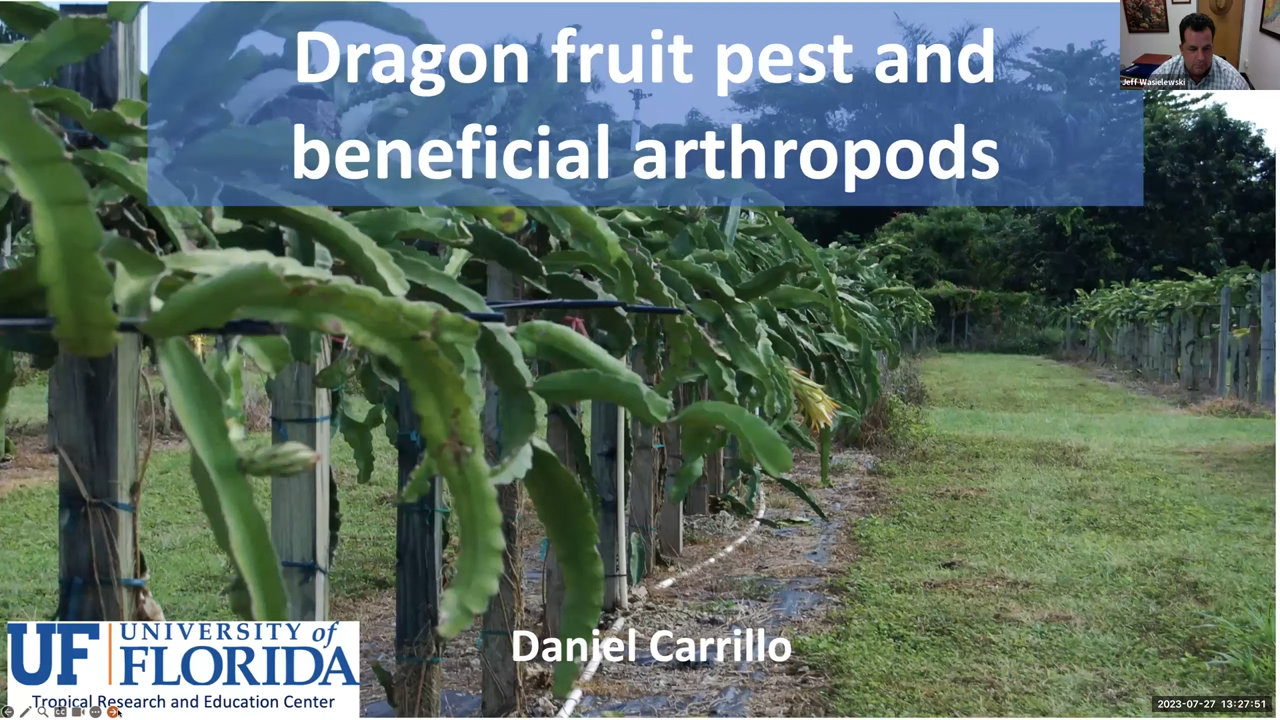 Dragon fruit pest and
beneficial arthropods
Jeff Wasielewski
Daniel Carrillo
UF UNIVERSITY of
FLORIDA
Tropical Research and Education Center
CC
2023-07-27 13:27:51